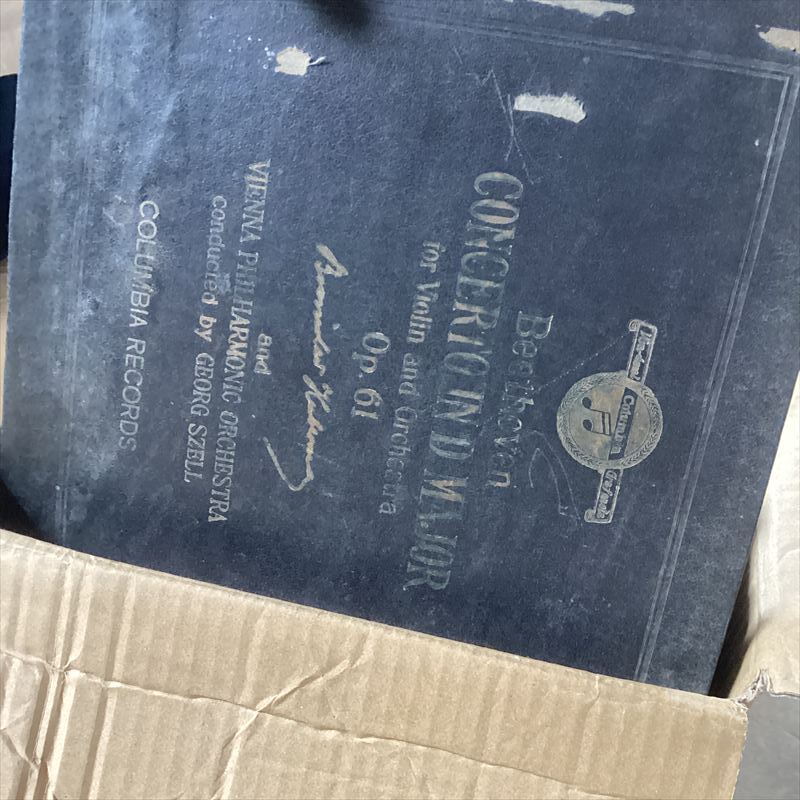 Columbia
Beethoven
CONCERTO IN D MAJOR
for Violin and Orchestra
Op. 61
and
VIENNA PHILHARMONIC ORCHESTRA
conducted by GEORG SZELL
COLUMBIA RECORDS